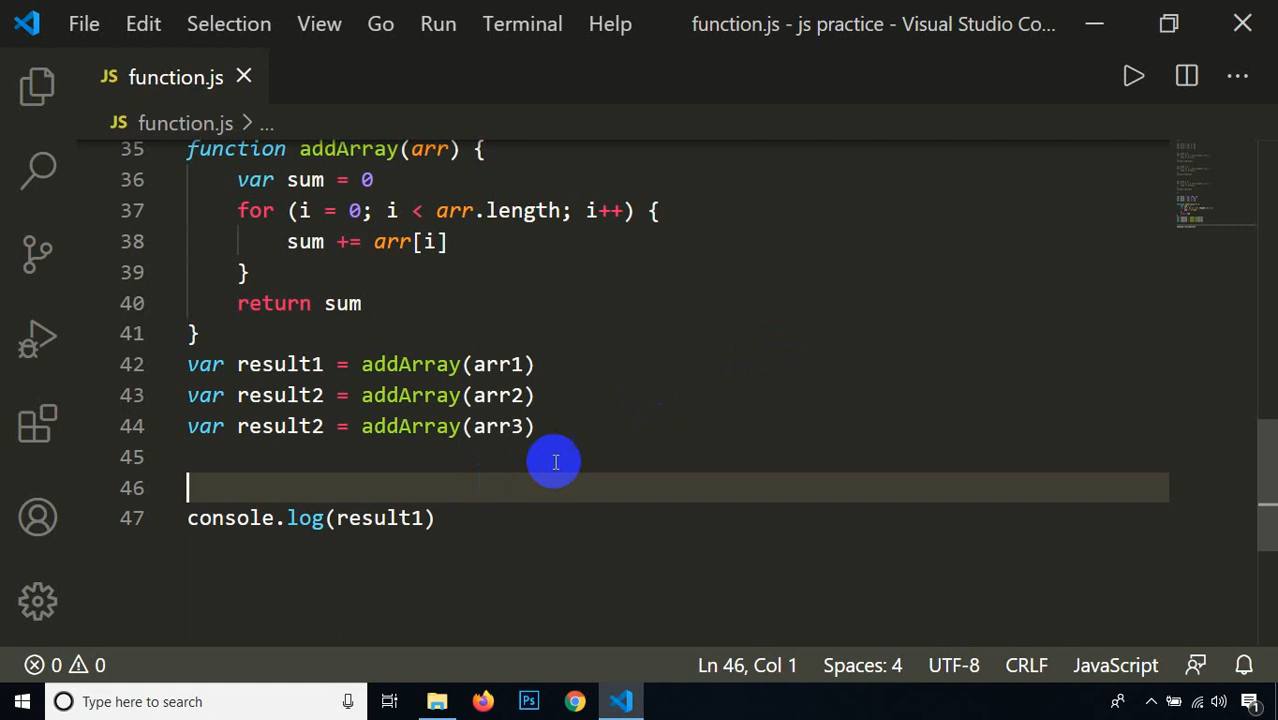 File Edit Selection View Go Run Terminal Help function.js - js practice - Visual Studio Co...
JS function.js
JS function.js > ...
35 function addArray(arr) {
36 var sum = 0
37 for (i = 0; i < arr.length; i++) {
38 sum += arr[i]
39 }
40 return sum
41 }
42 var result1 = addArray(arr1)
43 var result2 = addArray(arr2)
44 var result2 = addArray(arr3)
45
46
47 console.log(result1)
0 0 Ln 46, Col 1 Spaces: 4 UTF-8 CRLF JavaScript
Type here to search Ps 1